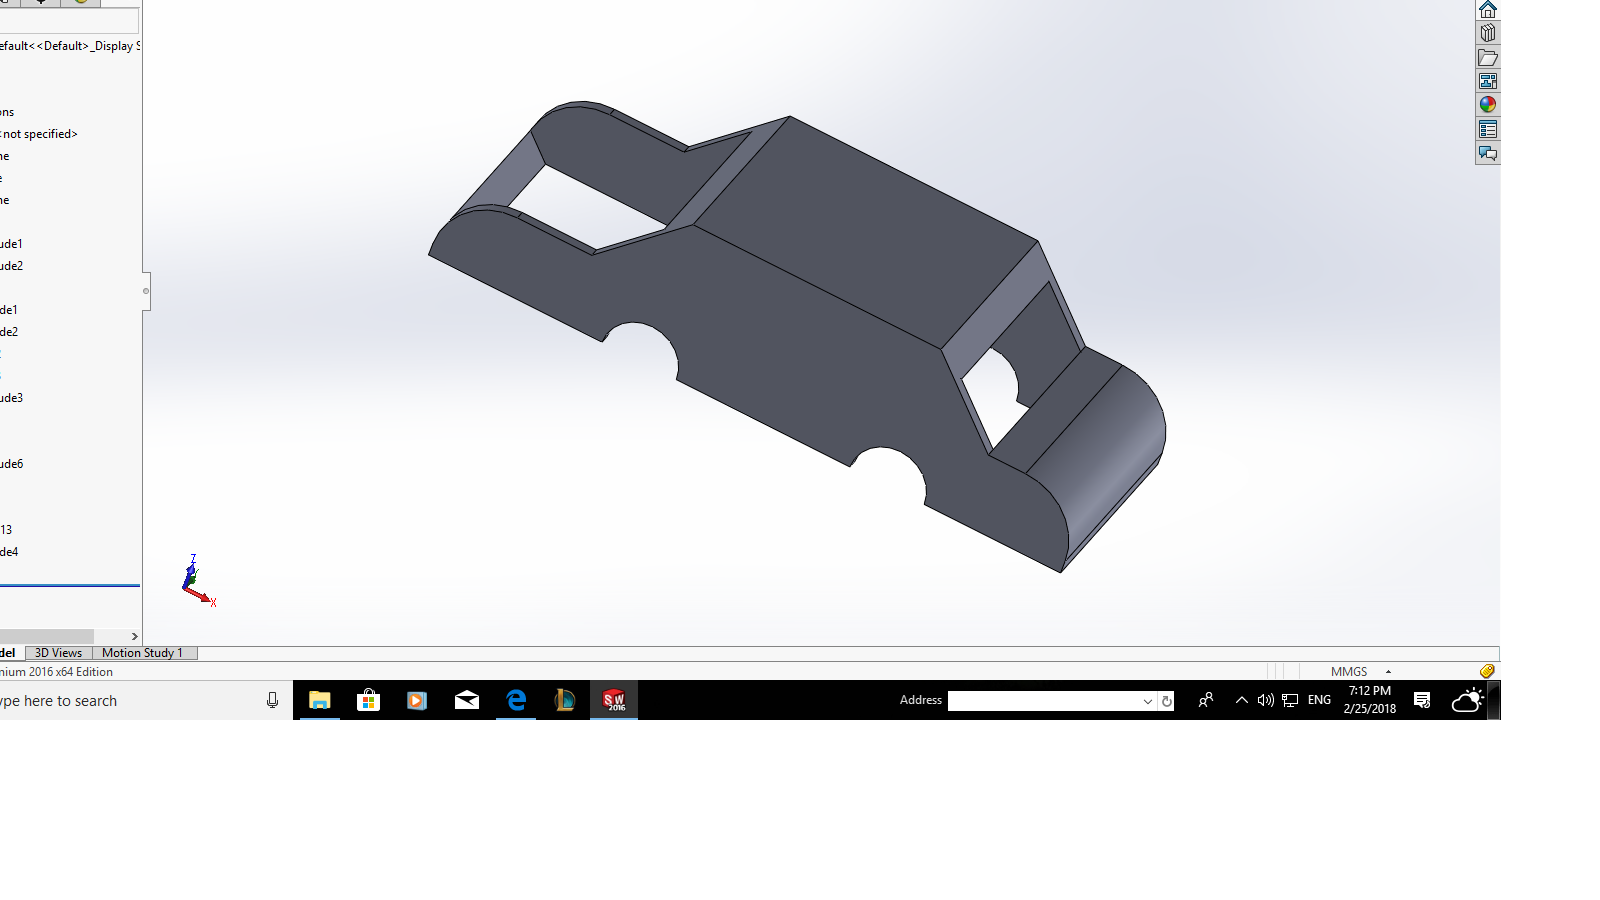 efault<<Default>_Display S
ons
<not specified>
ne
e
ne
ude1
ude2
de1
de2
ude3
ude6
13
de4
Z
Y
X
del 3D Views Motion Study 1
nium 2016 x64 Edition MMGS
ype here to search SW 2016 Address ENG 7:12 PM
2/25/2018